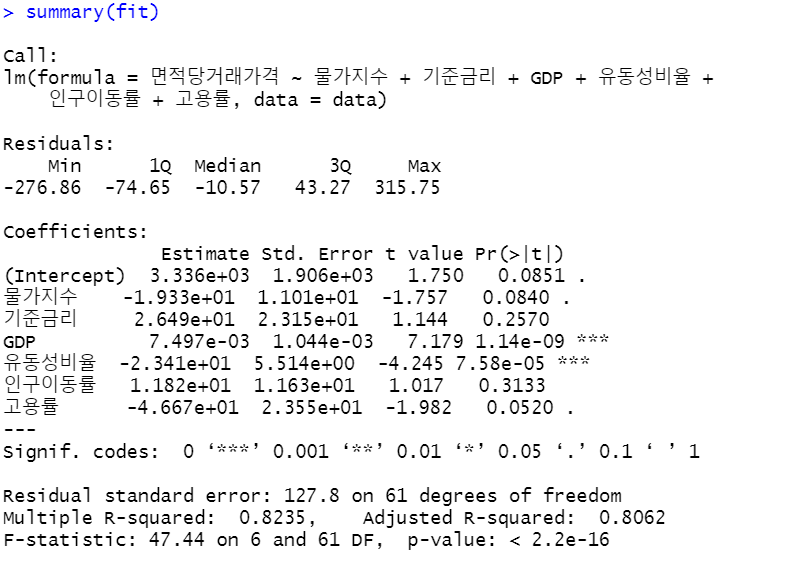 > summary(fit)
Call:
lm(formula = 면적당거래가격 ~ 물가지수 + 기준금리 + GDP + 유동성비율 +
인구이동률 + 고용률, data = data)
Residuals:
Min 1Q Median 3Q Max
-276.86 -74.65 -10.57 43.27 315.75
Coefficients:
Estimate Std. Error t value Pr(>|t|)
(Intercept) 3.336e+03 1.906e+03 1.750 0.0851 .
물가지수 -1.933e+01 1.101e+01 -1.757 0.0840 .
기준금리 2.649e+01 2.315e+01 1.144 0.2570
GDP 7.497e-03 1.044e-03 7.179 1.14e-09 ***
유동성비율 -2.341e+01 5.514e+00 -4.245 7.58e-05 ***
인구이동률 1.182e+01 1.163e+01 1.017 0.3133
고용률 -4.667e+01 2.355e+01 -1.982 0.0520 .
---
Signif. codes: 0 ‘***’ 0.001 ‘**’ 0.01 ‘*’ 0.05 ‘.’ 0.1 ‘ ’ 1
Residual standard error: 127.8 on 61 degrees of freedom
Multiple R-squared: 0.8235, Adjusted R-squared: 0.8062
F-statistic: 47.44 on 6 and 61 DF, p-value: < 2.2e-16